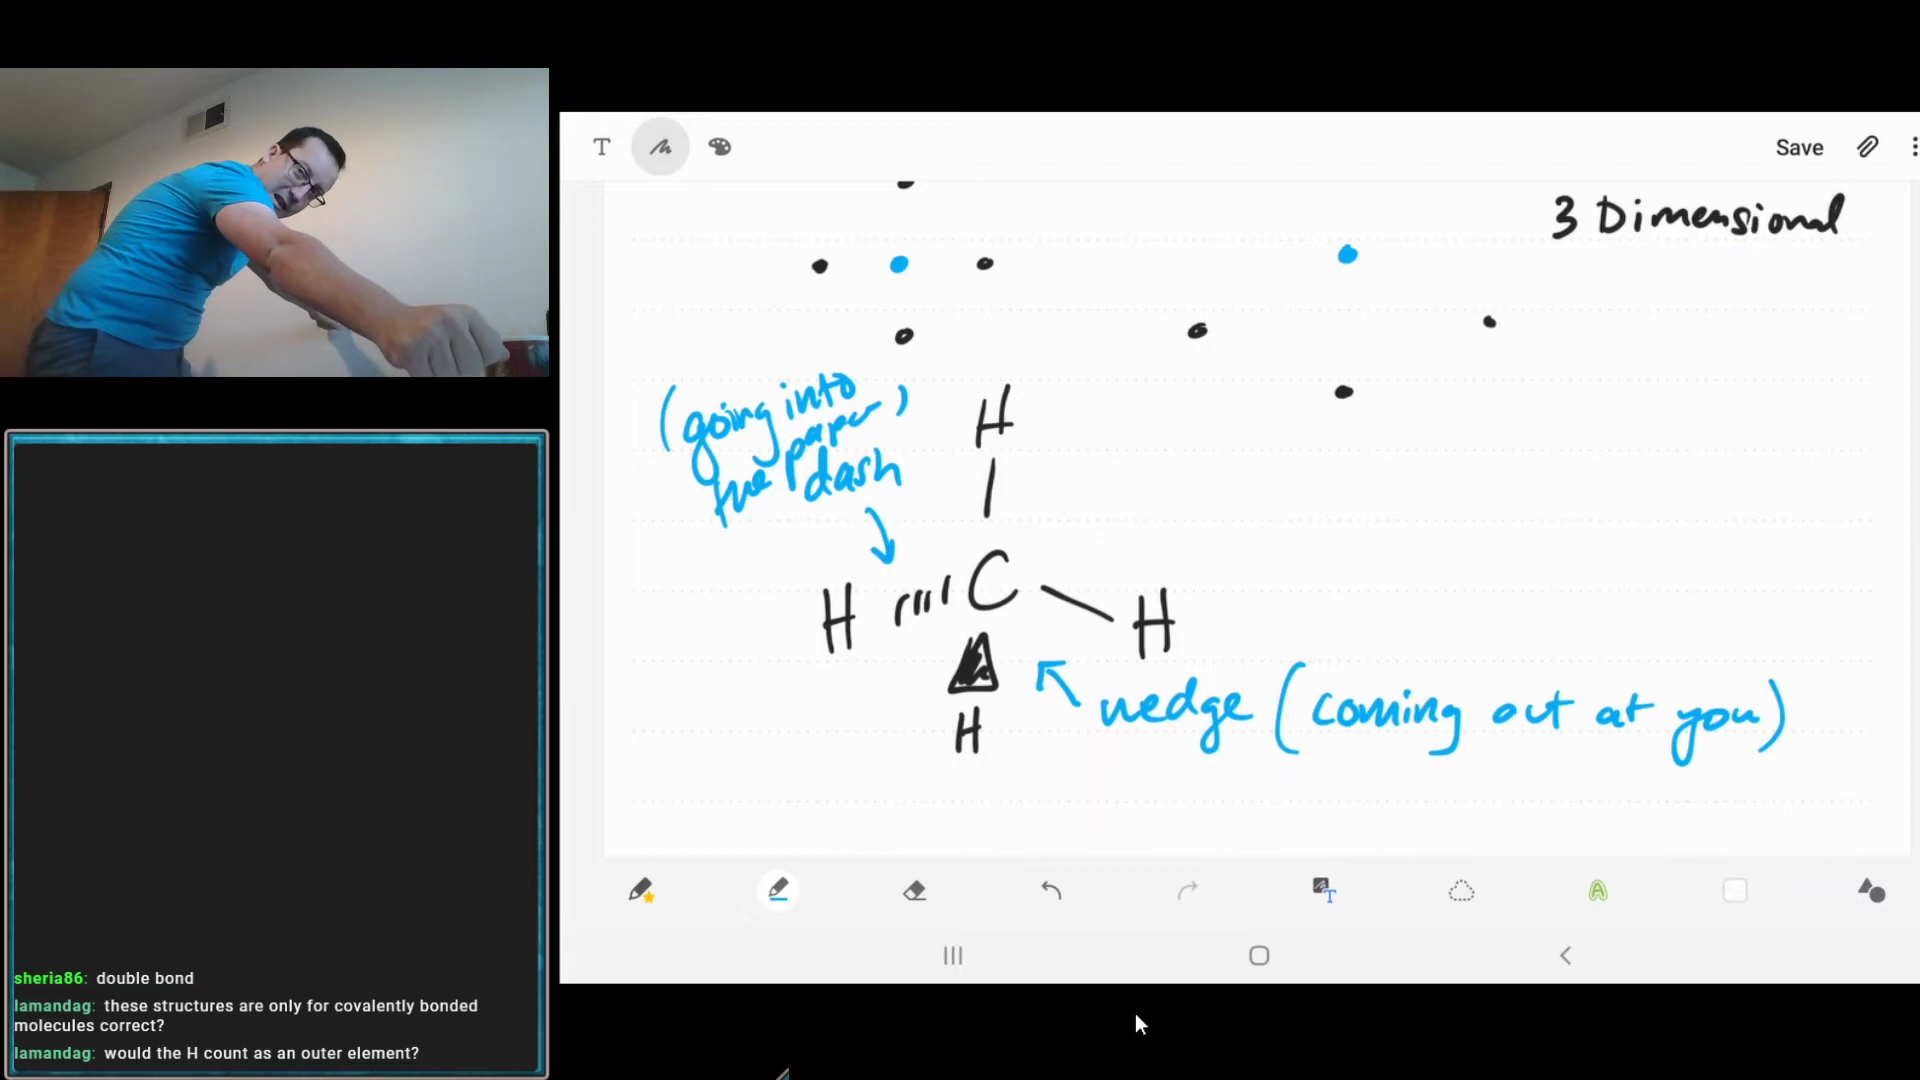 T
Save
3 Dimensional
(going into
the paper)
dash
H
H C H
H
wedge (coming out at you)
A
T
sheria86: double bond
lamandag: these structures are only for covalently bonded
molecules correct?
lamandag: would the H count as an outer element?